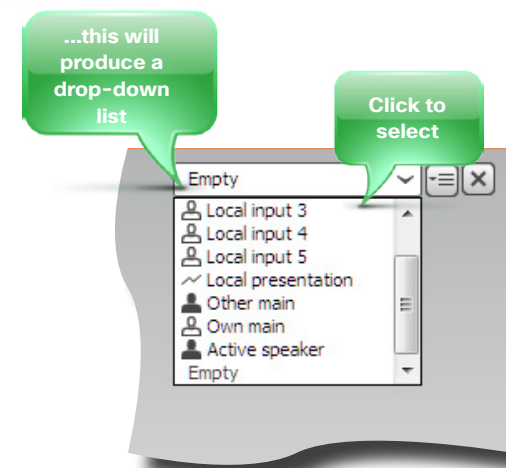 ...this will
produce a
drop-down
list
Click to
select
Empty
Local input 3
Local input 4
Local input 5
Local presentation
Other main
Own main
Active speaker
Empty